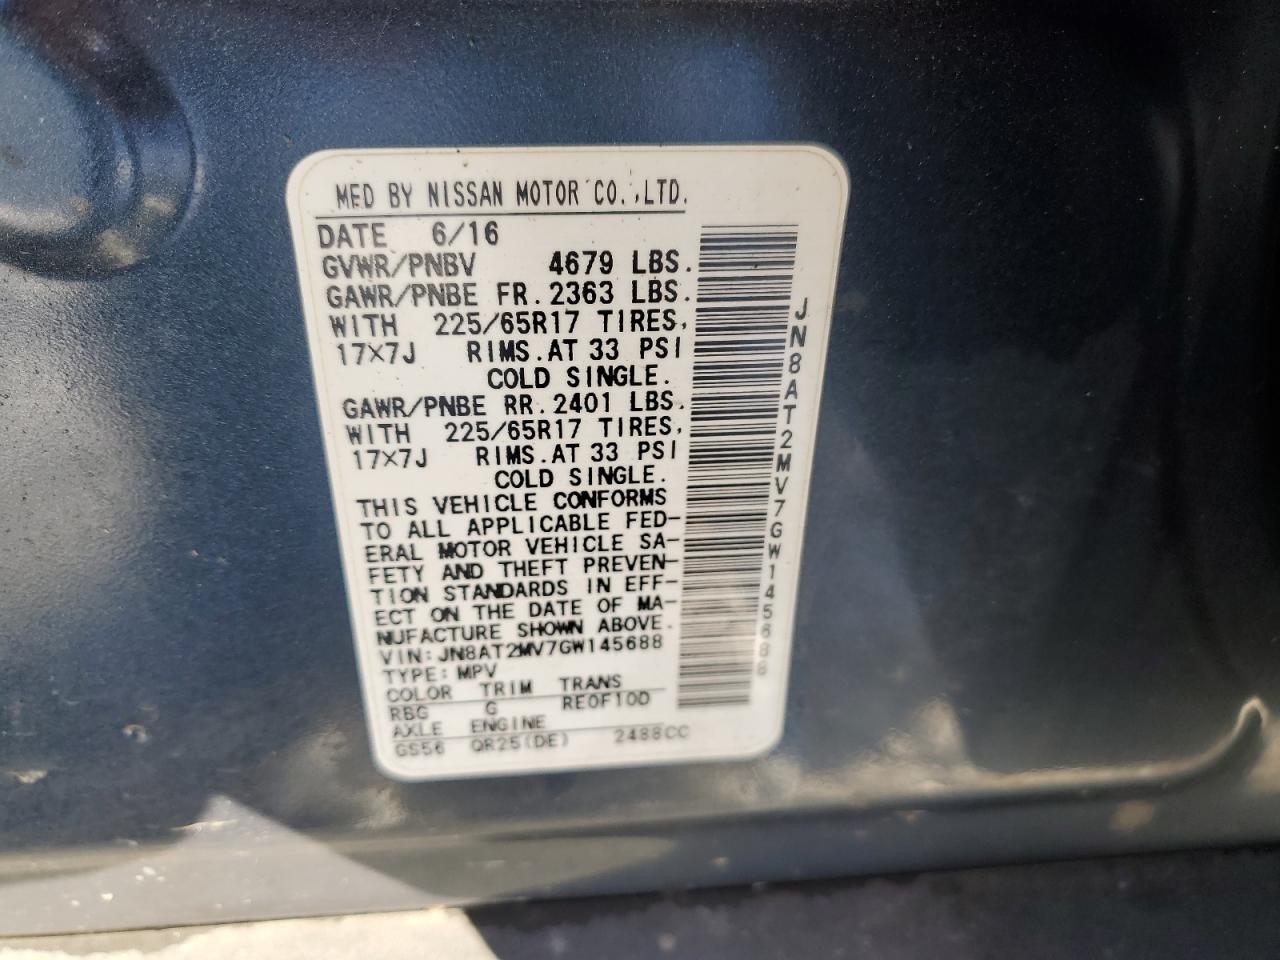 MFD BY NISSAN MOTOR CO.,LTD.
DATE 6/16
GVWR/PNBV 4679 LBS.
GAWR/PNBE FR.2363 LBS.
WITH 225/65R17 TIRES,
17×7J RIMS.AT 33 PSI
COLD SINGLE.
GAWR/PNBE RR.2401 LBS.
WITH 225/65R17 TIRES,
17×7J RIMS.AT 33 PSI
COLD SINGLE.
THIS VEHICLE CONFORMS
TO ALL APPLICABLE FED-
ERAL MOTOR VEHICLE SA-
FETY AND THEFT PREVEN-
TION STANDARDS IN EFF-
ECT ON THE DATE OF MA-
NUFACTURE SHOWN ABOVE.
VIN:JN8AT2MV7GW145688
TYPE:MPV
COLOR TRIM TRANS
RBG G RE0F10D
AXLE ENGINE
GS56 QR25(DE) 2488CC
JN8AT2MV7GW145688